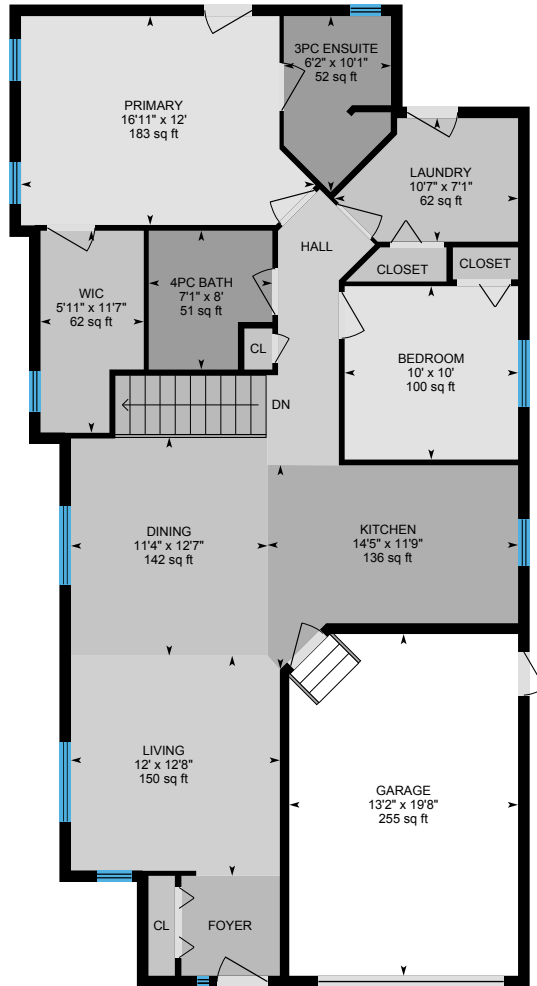 3PC ENSUITE
6'2" x 10'1"
52 sq ft
PRIMARY
16'11" x 12'
183 sq ft
LAUNDRY
10'7" x 7'1"
62 sq ft
HALL
CLOSET
CLOSET
4PC BATH
7'1" x 8'
51 sq ft
WIC
5'11" x 11'7"
62 sq ft
CL
BEDROOM
10' x 10'
100 sq ft
DN
DINING
11'4" x 12'7"
142 sq ft
KITCHEN
14'5" x 11'9"
136 sq ft
LIVING
12' x 12'8"
150 sq ft
GARAGE
13'2" x 19'8"
255 sq ft
CL
FOYER